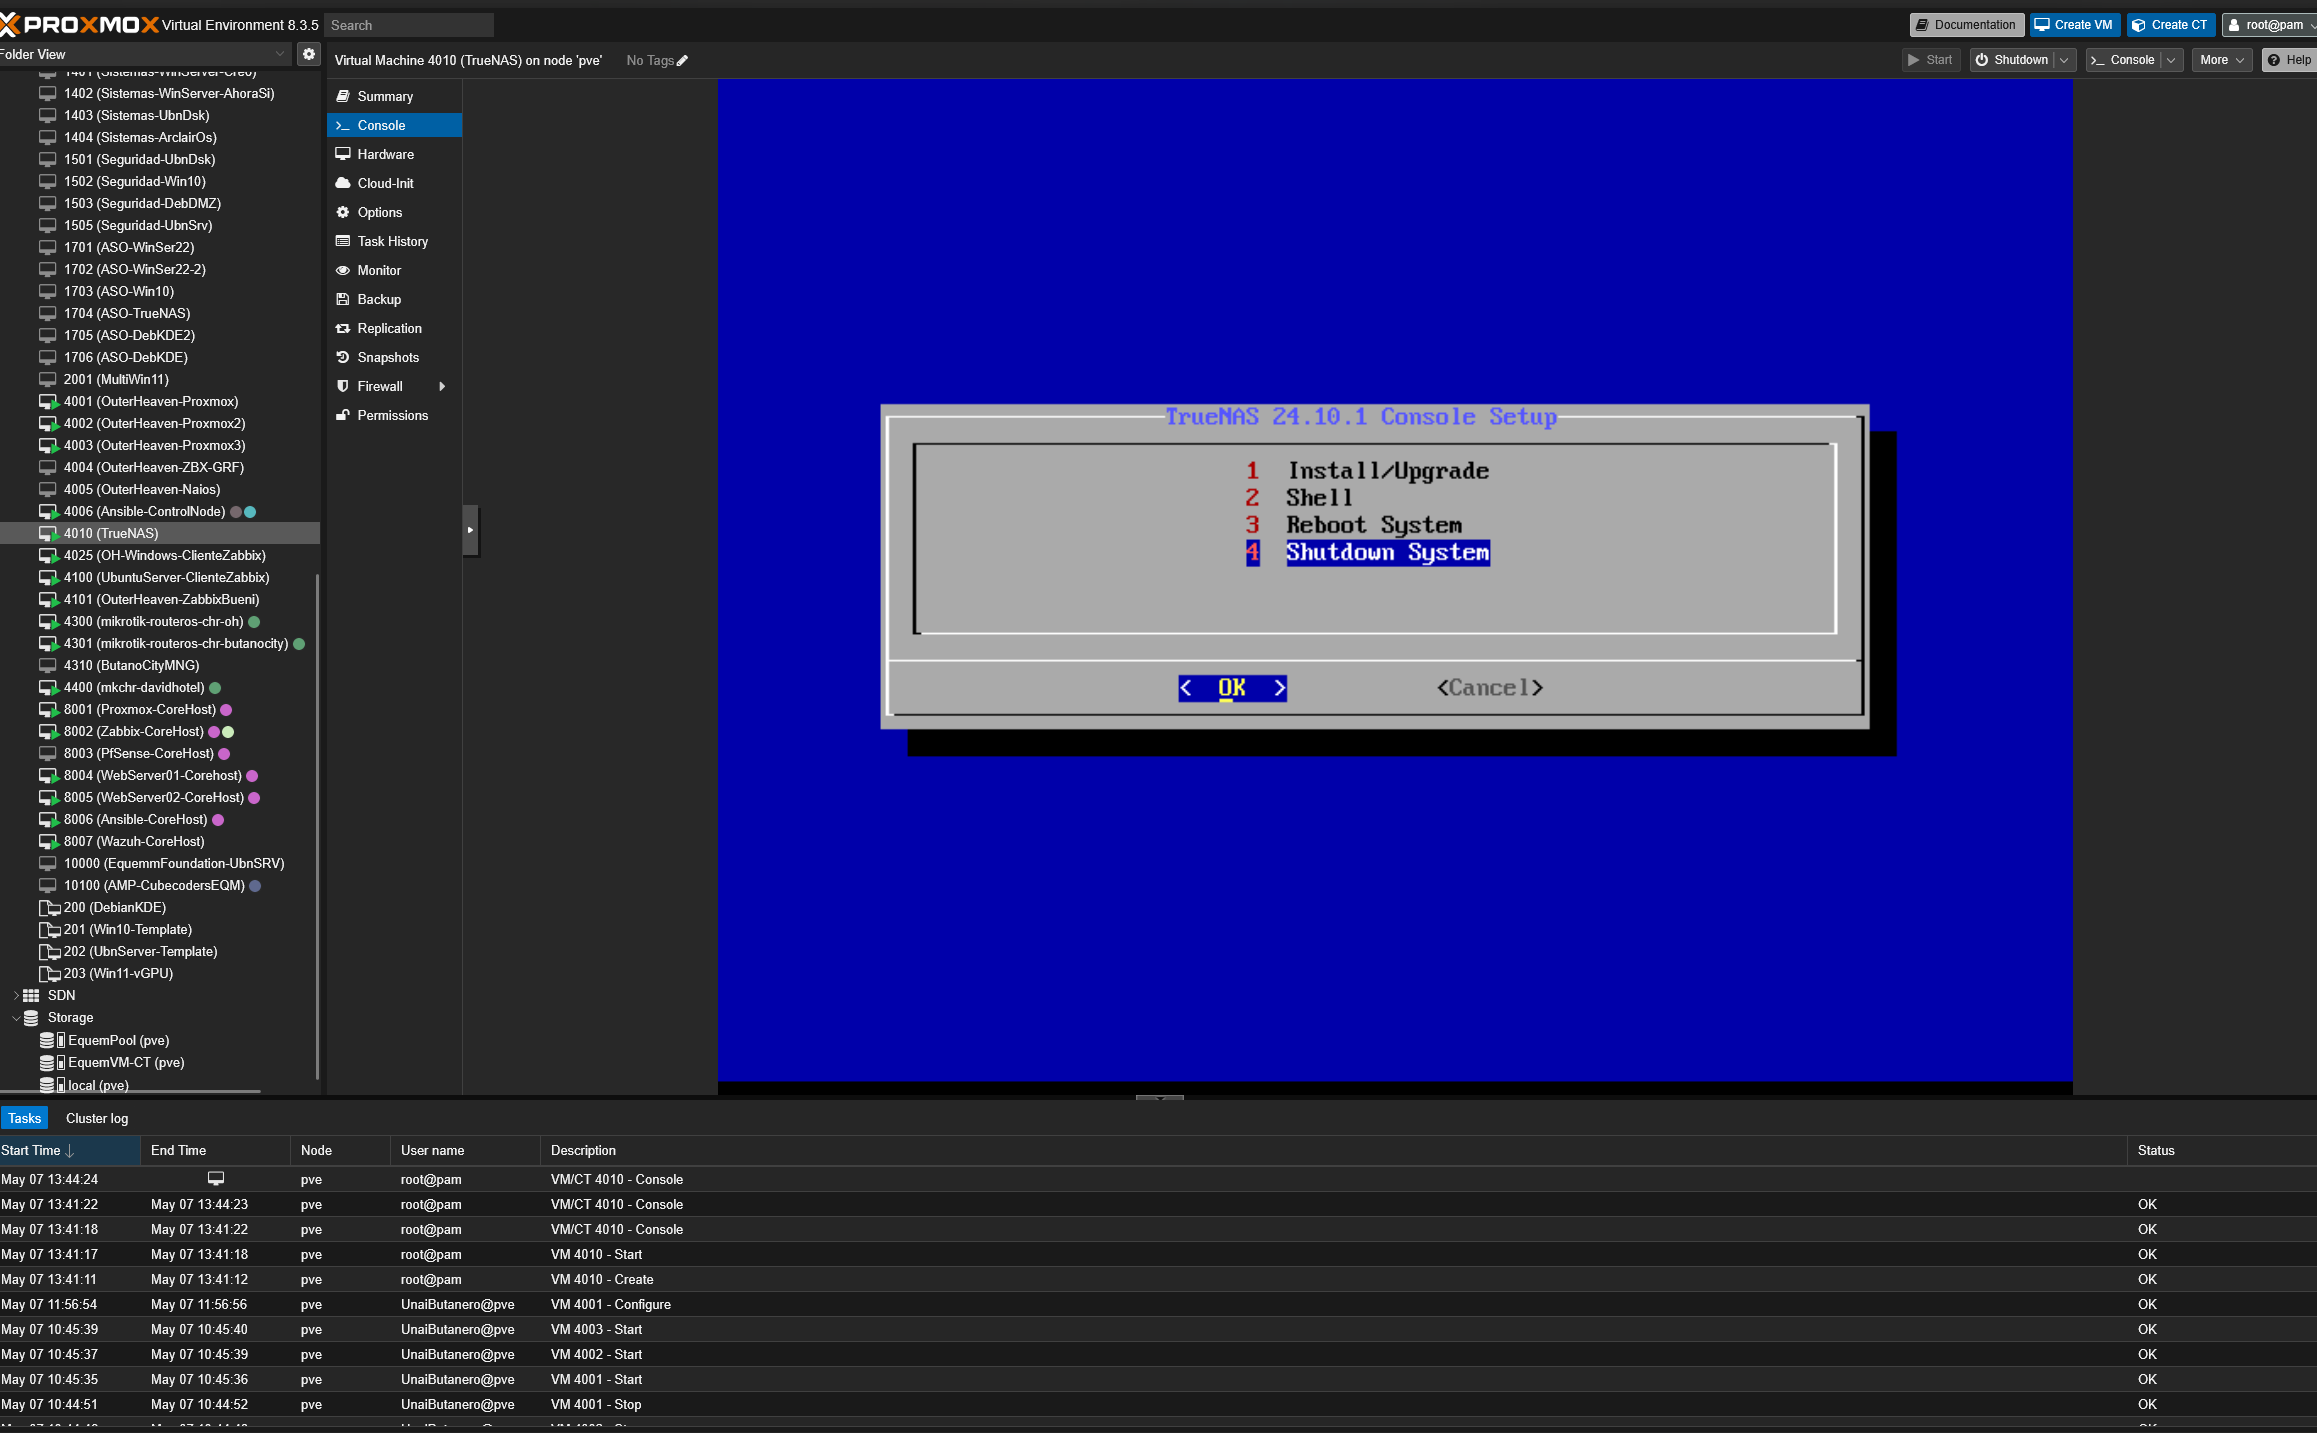 PROXMOX Virtual Environment 8.3.5 Search Documentation Create VM Create CT root@pam
Folder View
Virtual Machine 4010 (TrueNAS) on node 'pve' No Tags Start Shutdown Console More Help
1401 (Sistemas-WinServer-Creo)
1402 (Sistemas-WinServer-AhoraSi)
1403 (Sistemas-UbnDsk)
1404 (Sistemas-ArclairOs)
1501 (Seguridad-UbnDsk)
1502 (Seguridad-Win10)
1503 (Seguridad-DebDMZ)
1505 (Seguridad-UbnSrv)
1701 (ASO-WinSer22)
1702 (ASO-WinSer22-2)
1703 (ASO-Win10)
1704 (ASO-TrueNAS)
1705 (ASO-DebKDE2)
1706 (ASO-DebKDE)
2001 (MultiWin11)
4001 (OuterHeaven-Proxmox)
4002 (OuterHeaven-Proxmox2)
4003 (OuterHeaven-Proxmox3)
4004 (OuterHeaven-ZBX-GRF)
4005 (OuterHeaven-Naios)
4006 (Ansible-ControlNode)
4010 (TrueNAS)
4025 (OH-Windows-ClienteZabbix)
4100 (UbuntuServer-ClienteZabbix)
4101 (OuterHeaven-ZabbixBueni)
4300 (mikrotik-routeros-chr-oh)
4301 (mikrotik-routeros-chr-butanocity)
4310 (ButanoCityMNG)
4400 (mkchr-davidhotel)
8001 (Proxmox-CoreHost)
8002 (Zabbix-CoreHost)
8003 (PfSense-CoreHost)
8004 (WebServer01-Corehost)
8005 (WebServer02-CoreHost)
8006 (Ansible-CoreHost)
8007 (Wazuh-CoreHost)
10000 (EquemmFoundation-UbnSRV)
10100 (AMP-CubecodersEQM)
200 (DebianKDE)
201 (Win10-Template)
202 (UbnServer-Template)
203 (Win11-vGPU)
SDN
Storage
EquemPool (pve)
EquemVM-CT (pve)
local (pve)
Summary
Console
Hardware
Cloud-Init
Options
Task History
Monitor
Backup
Replication
Snapshots
Firewall
Permissions
TrueNAS 24.10.1 Console Setup
1 Install/Upgrade
2 Shell
3 Reboot System
4 Shutdown System
< OK > <Cancel>
Tasks Cluster log
Start Time End Time Node User name Description Status
May 07 13:44:24 pve root@pam VM/CT 4010 - Console
May 07 13:41:22 May 07 13:44:23 pve root@pam VM/CT 4010 - Console OK
May 07 13:41:18 May 07 13:41:22 pve root@pam VM/CT 4010 - Console OK
May 07 13:41:17 May 07 13:41:18 pve root@pam VM 4010 - Start OK
May 07 13:41:11 May 07 13:41:12 pve root@pam VM 4010 - Create OK
May 07 11:56:54 May 07 11:56:56 pve UnaiButanero@pve VM 4001 - Configure OK
May 07 10:45:39 May 07 10:45:40 pve UnaiButanero@pve VM 4003 - Start OK
May 07 10:45:37 May 07 10:45:39 pve UnaiButanero@pve VM 4002 - Start OK
May 07 10:45:35 May 07 10:45:36 pve UnaiButanero@pve VM 4001 - Start OK
May 07 10:44:51 May 07 10:44:52 pve UnaiButanero@pve VM 4001 - Stop OK